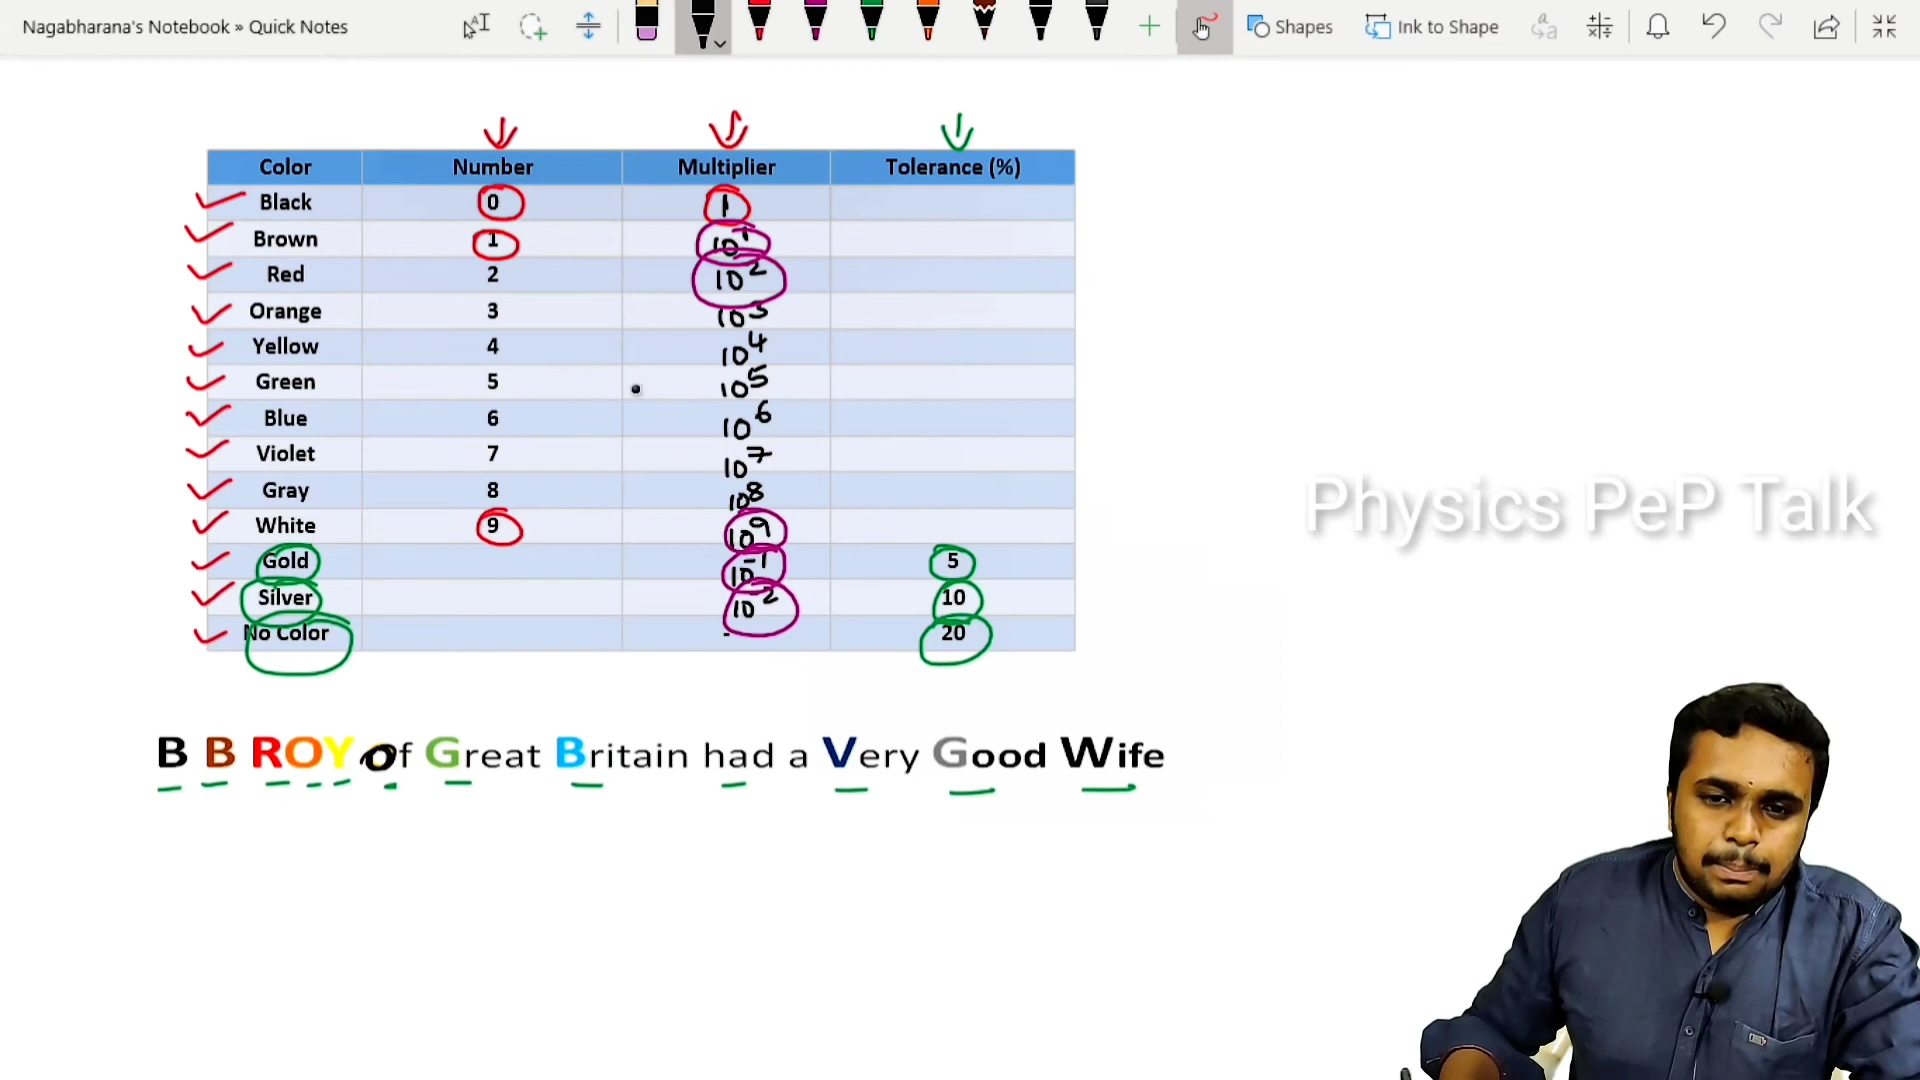 Nagabharana's Notebook » Quick Notes
Shapes
Ink to Shape
Color Number Multiplier Tolerance (%)
Black 0 1
Brown 1 10¹
Red 2 10²
Orange 3 10³
Yellow 4 10⁴
Green 5 10⁵
Blue 6 10⁶
Violet 7 10⁷
Gray 8 10⁸
White 9 10⁹
Gold 10⁻¹ 5
Silver 10² 10
No Color - 20
Physics PeP Talk
B B ROY of Great Britain had a Very Good Wife